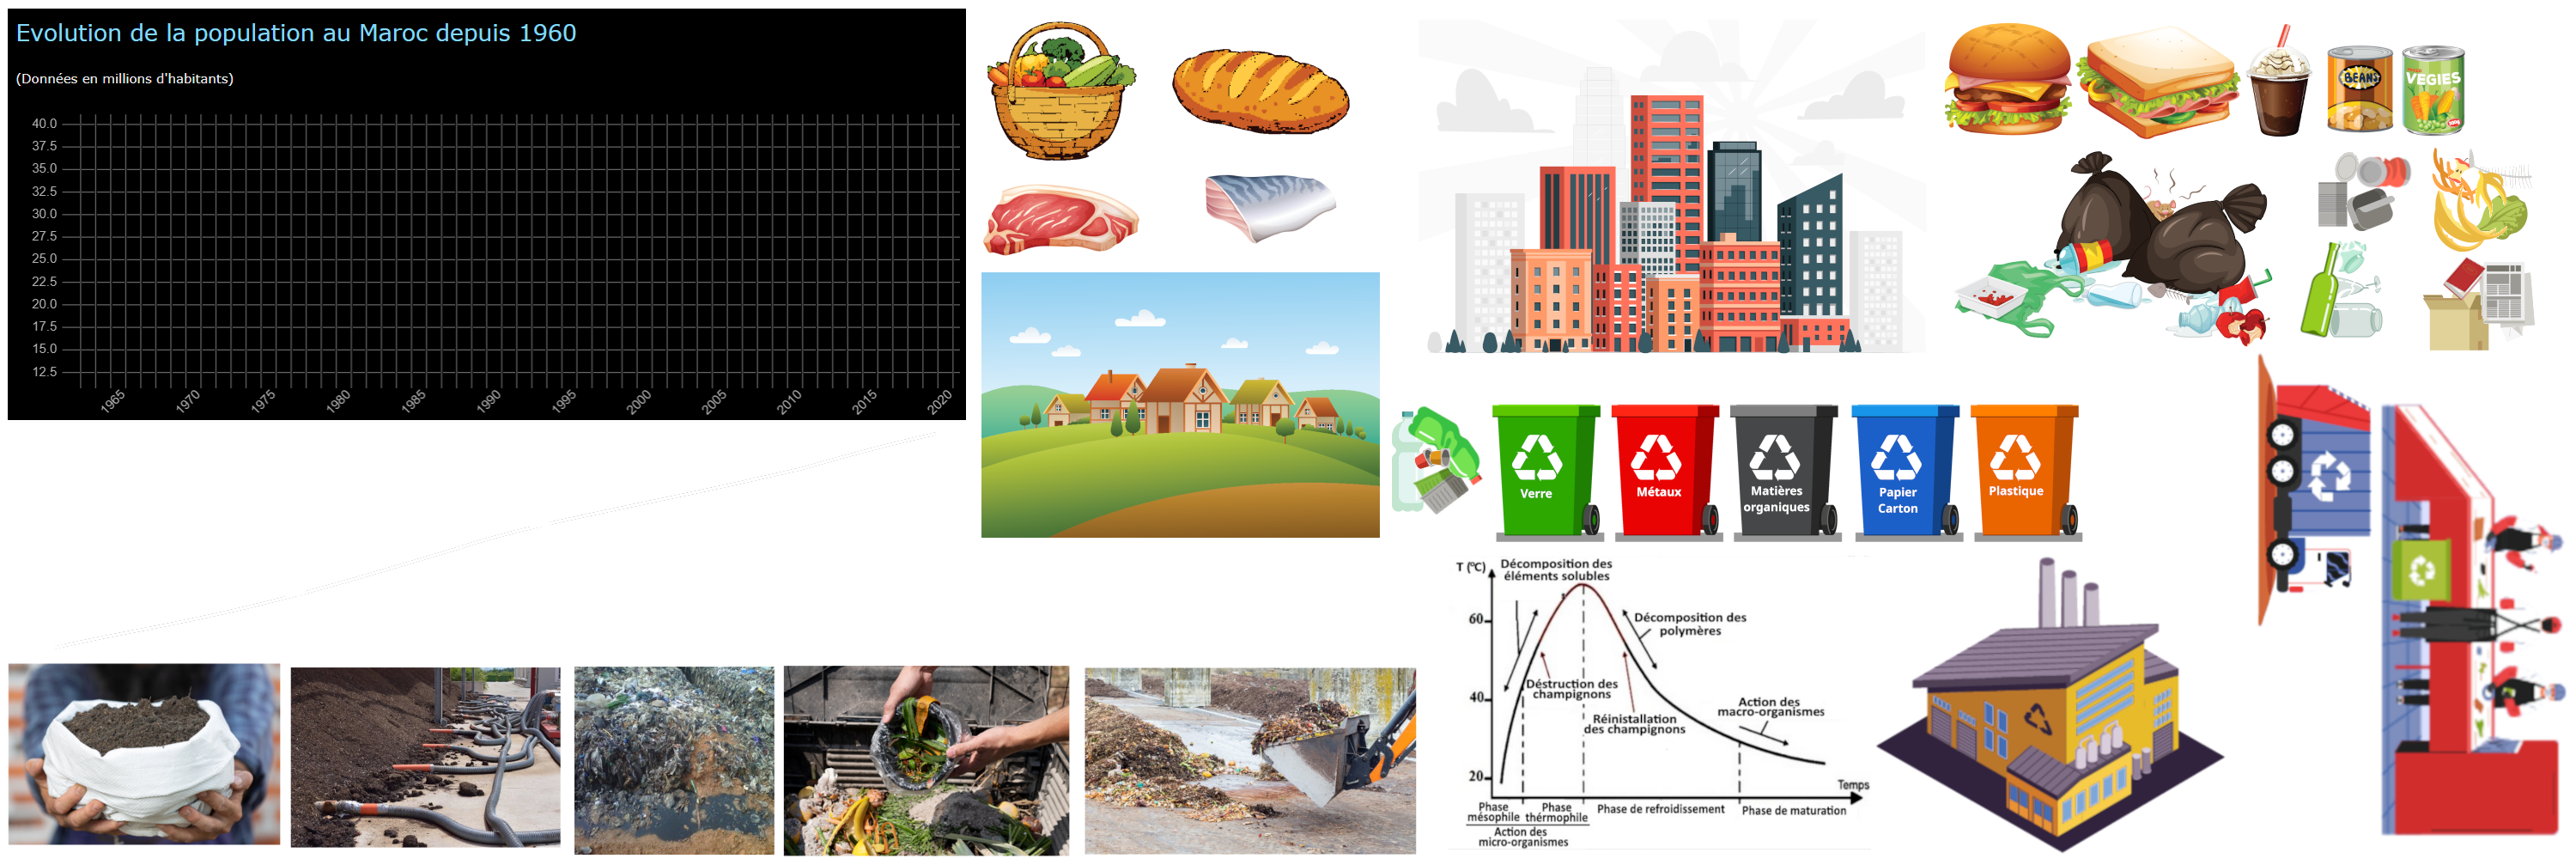 Evolution de la population au Maroc depuis 1960
(Données en millions d'habitants)
40.0
37.5
35.0
32.5
30.0
27.5
25.0
22.5
20.0
17.5
15.0
12.5
1965
1970
1975
1980
1985
1990
1995
2000
2005
2010
2015
2020
BEANS
VEGIES
Verre
Métaux
Matières
organiques
Papier
Carton
Plastique
T (°C)
Décomposition des
éléments solubles
60
40
20
Décomposition des
polymères
Déstruction des
champignons
Réinistallation
des champignons
Action des
macro-organismes
Temps
Phase
mésophile
Phase
thérmophile
Phase de refroidissement
Phase de maturation
Action des
micro-organismes